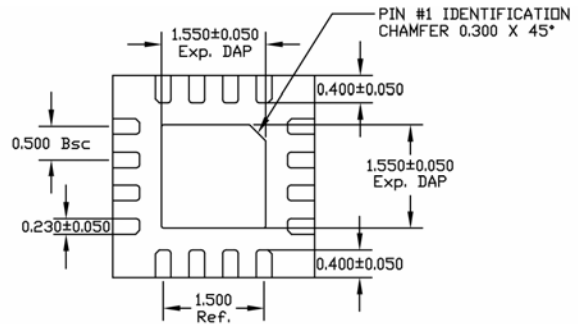 PIN #1 IDENTIFICATION
CHAMFER 0.300 X 45°
1.550±0.050
Exp. DAP
0.400±0.050
0.500 Bsc
1.550±0.050
Exp. DAP
0.230±0.050
0.400±0.050
1.500
Ref.